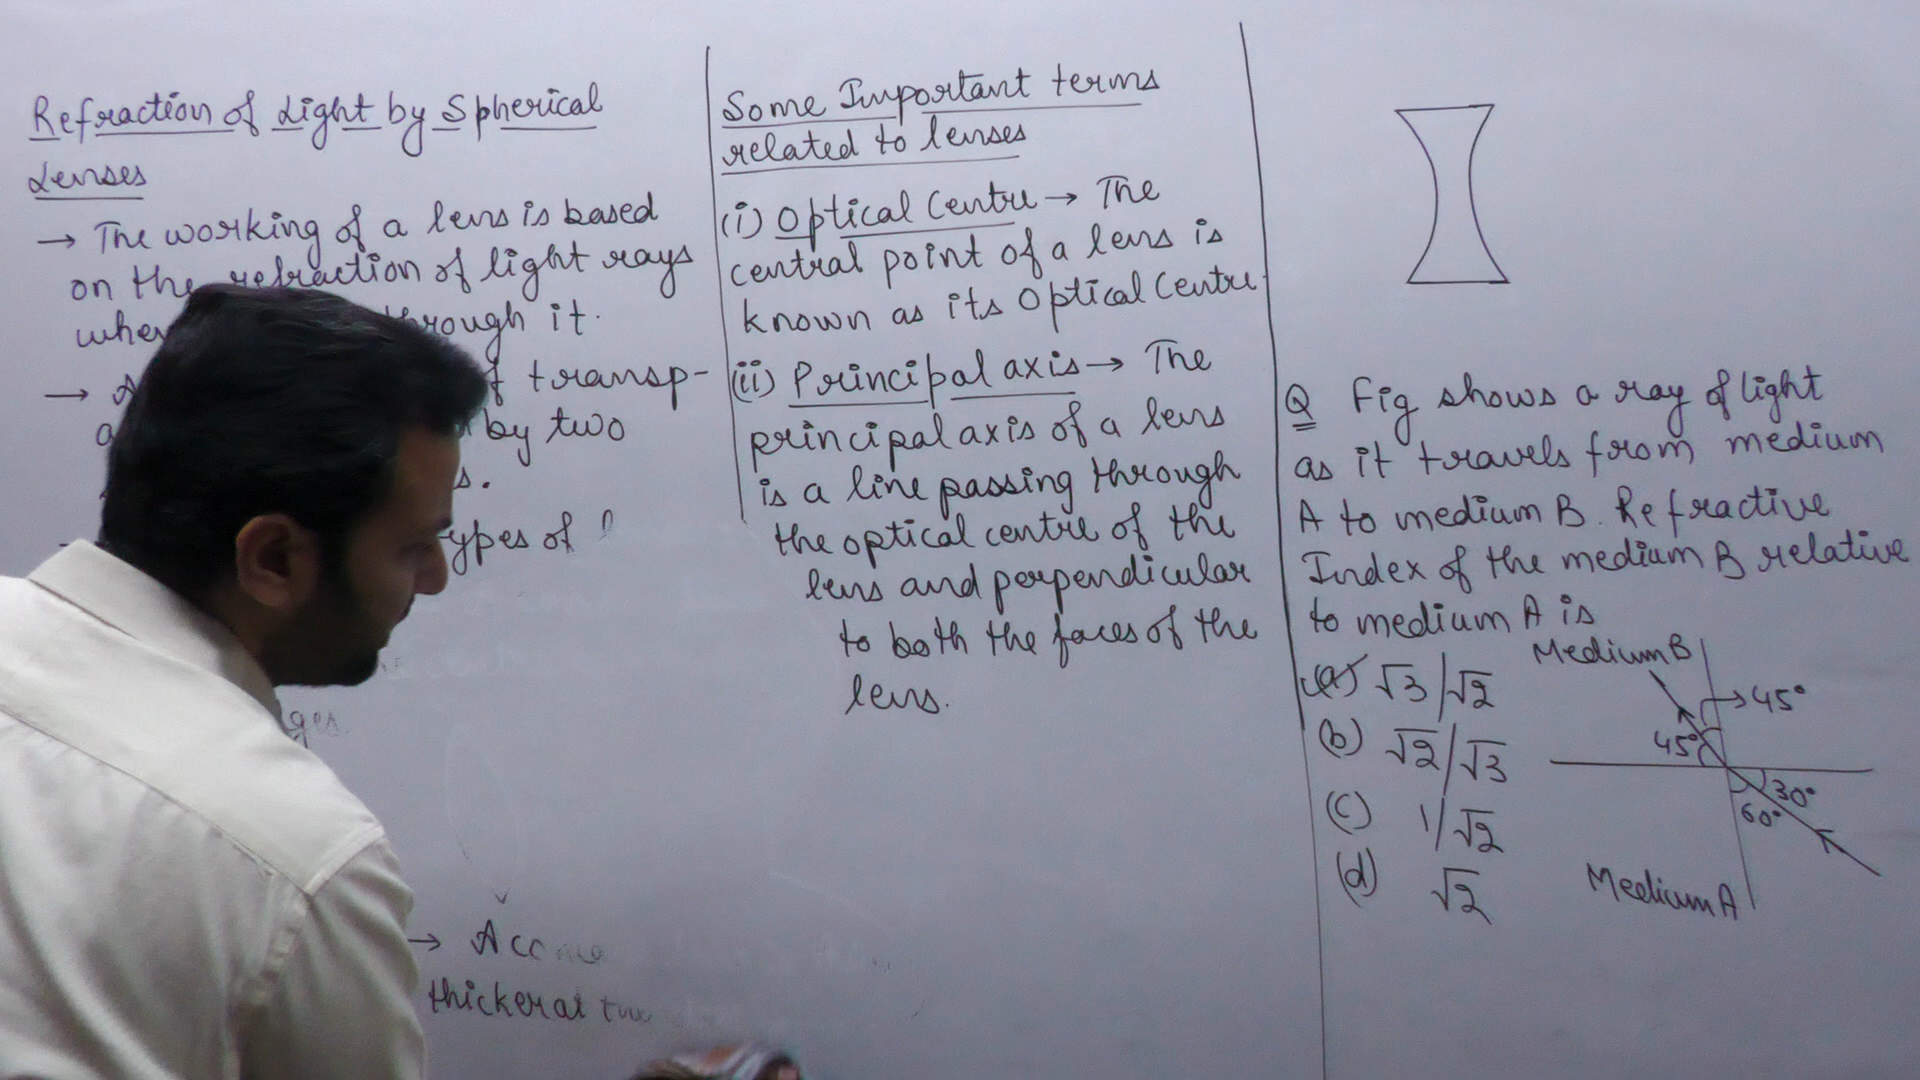 Refraction of Light by Spherical
Lenses
→ The working of a lens is based
on the refraction of light rays
through it.
→ transp-
by two
s.
ypes of
→ Acc
thicker at
Some Important terms
related to lenses
(i) Optical Centre → The
central point of a lens is
known as its Optical Centre
(ii) Principal axis → The
principal axis of a lens
is a line passing through
the optical centre of the
lens and perpendicular
to both the faces of the
lens.
Q Fig shows a ray of light
as it travels from medium
A to medium B. Refractive
Index of the medium B relative
to medium A is
(a) √3/√2
(b) √2/√3
(c) 1/√2
(d) √2
Medium B
→ 45°
45°
30°
60°
Medium A